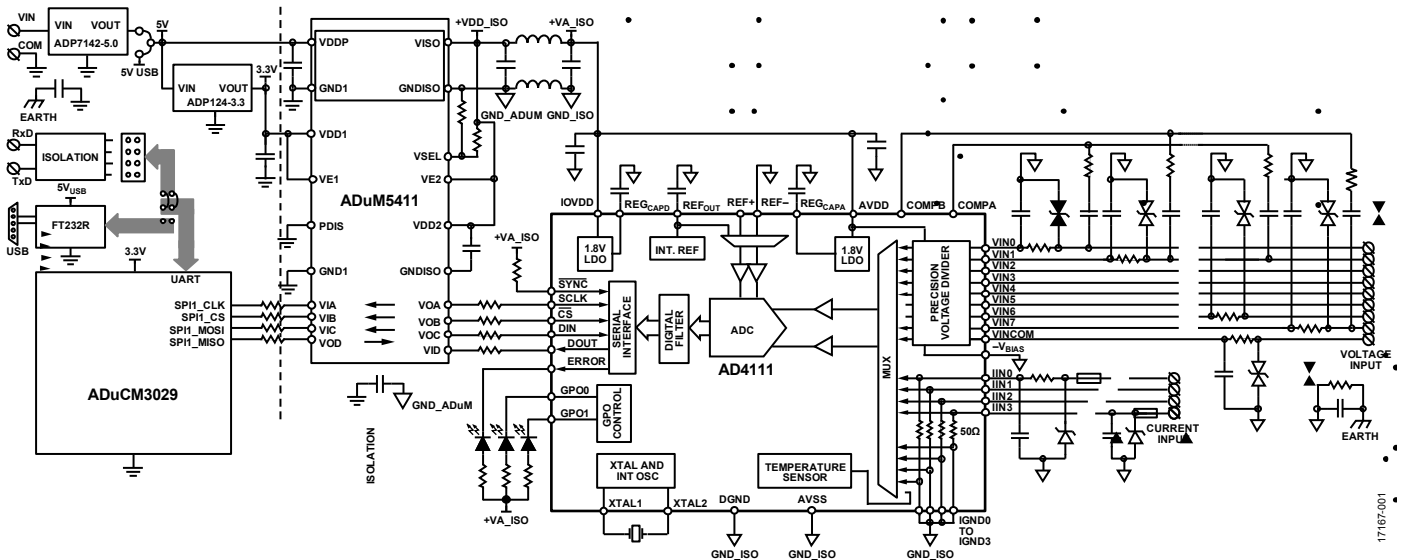 VIN
COM
VIN VOUT
ADP7142-5.0
5V
5V USB
EARTH
VIN VOUT
ADP124-3.3
3.3V
RxD
TxD
ISOLATION
5VUSB
FT232R
USB
3.3V
UART
SPI1_CLK
SPI1_CS
SPI1_MOSI
SPI1_MISO
ADuCM3029
VDDP
GND1
VDD1
VE1
PDIS
GND1
VIA
VIB
VIC
VOD
ADuM5411
VISO
GNDISO
VSEL
VE2
VDD2
GNDISO
VOA
VOB
VOC
VID
ISOLATION
GND_ADuM
+VDD_ISO
+VA_ISO
GND_ADUM
GND_ISO
+VA_ISO
+VA_ISO
IOVDD
REGCAPD
REFOUT
REF+
REF–
REGCAPA
AVDD
COMPB
COMPA
1.8V
LDO
INT. REF
1.8V
LDO
SYNC
SCLK
CS
DIN
DOUT
ERROR
GPO0
GPO1
SERIAL
INTERFACE
DIGITAL
FILTER
ADC
AD4111
GPO
CONTROL
MUX
PRECISION
VOLTAGE DIVIDER
XTAL AND
INT OSC
TEMPERATURE
SENSOR
XTAL1
XTAL2
DGND
AVSS
GND_ISO
GND_ISO
GND_ISO
IGND0
TO
IGND3
50Ω
VIN0
VIN1
VIN2
VIN3
VIN4
VIN5
VIN6
VIN7
VINCOM
–VBIAS
IIN0
IIN1
IIN2
IIN3
VOLTAGE
INPUT
CURRENT
INPUT
EARTH
17167-001